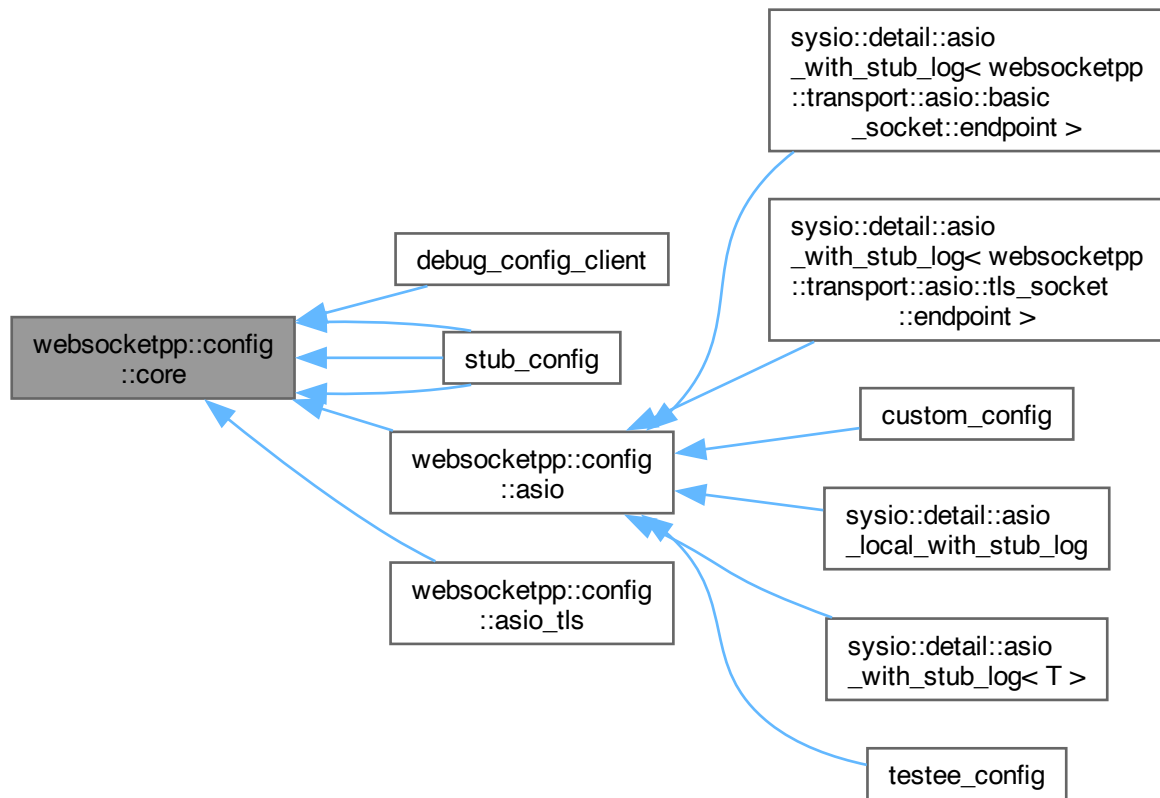 websocketpp::config
::core
debug_config_client
stub_config
websocketpp::config
::asio
websocketpp::config
::asio_tls
sysio::detail::asio
_with_stub_log< websocketpp
::transport::asio::basic
_socket::endpoint >
sysio::detail::asio
_with_stub_log< websocketpp
::transport::asio::tls_socket
::endpoint >
custom_config
sysio::detail::asio
_local_with_stub_log
sysio::detail::asio
_with_stub_log< T >
testee_config